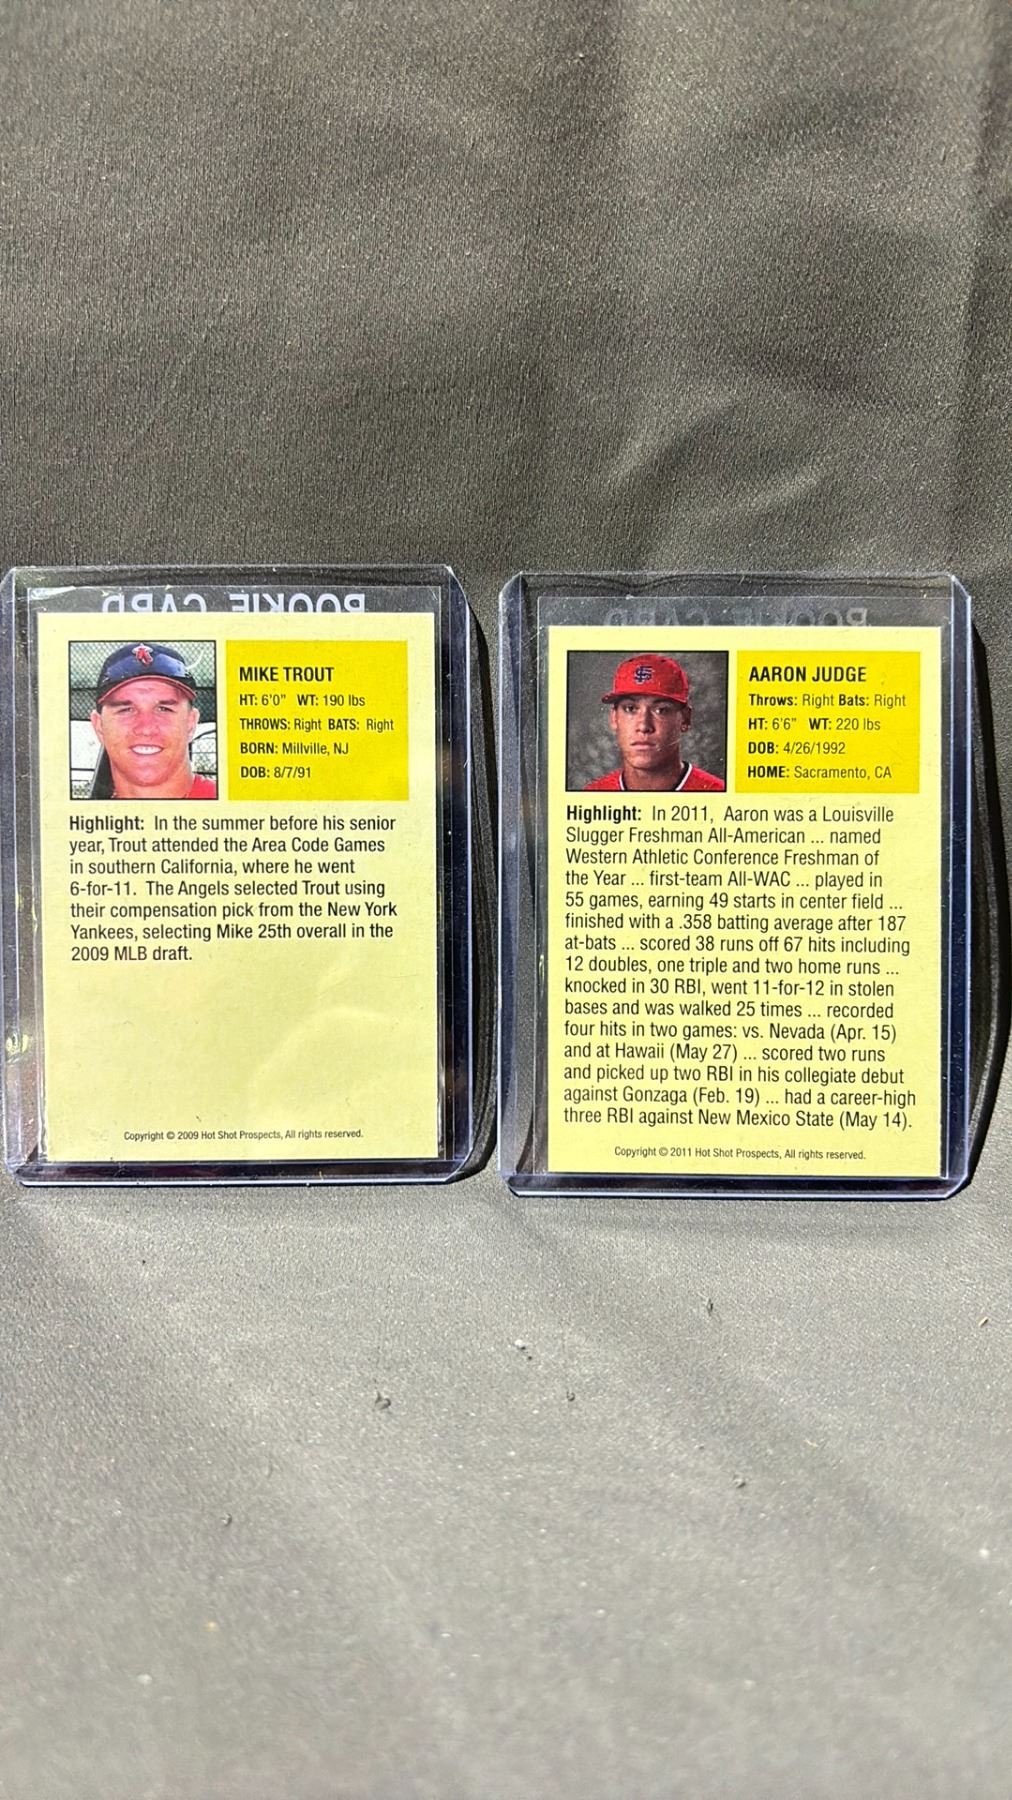 ROOKIE CARD
MIKE TROUT
HT: 6'0" WT: 190 lbs
THROWS: Right BATS: Right
BORN: Millville, NJ
DOB: 8/7/91
Highlight: In the summer before his senior
year, Trout attended the Area Code Games
in southern California, where he went
6-for-11. The Angels selected Trout using
their compensation pick from the New York
Yankees, selecting Mike 25th overall in the
2009 MLB draft.
Copyright © 2009 Hot Shot Prospects, All rights reserved.
ROOKIE CARD
AARON JUDGE
Throws: Right Bats: Right
HT: 6'6" WT: 220 lbs
DOB: 4/26/1992
HOME: Sacramento, CA
Highlight: In 2011, Aaron was a Louisville
Slugger Freshman All-American ... named
Western Athletic Conference Freshman of
the Year ... first-team All-WAC ... played in
55 games, earning 49 starts in center field ...
finished with a .358 batting average after 187
at-bats ... scored 38 runs off 67 hits including
12 doubles, one triple and two home runs ...
knocked in 30 RBI, went 11-for-12 in stolen
bases and was walked 25 times ... recorded
four hits in two games: vs. Nevada (Apr. 15)
and at Hawaii (May 27) ... scored two runs
and picked up two RBI in his collegiate debut
against Gonzaga (Feb. 19) ... had a career-high
three RBI against New Mexico State (May 14).
Copyright © 2011 Hot Shot Prospects, All rights reserved.